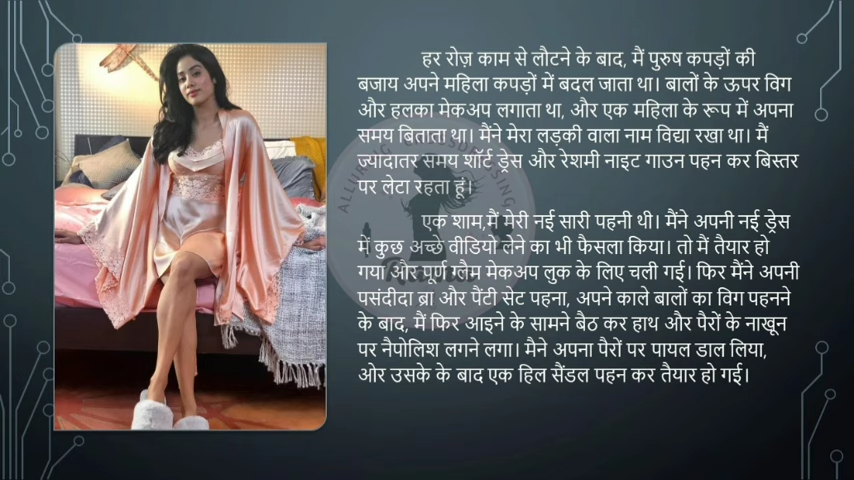 हर रोज़ काम से लौटने के बाद, मैं पुरुष कपड़ों की
बजाय अपने महिला कपड़ों में बदल जाता था। बालों के ऊपर विग
और हलका मेकअप लगाता था, और एक महिला के रूप में अपना
समय बिताता था। मैंने मेरा लड़की वाला नाम विद्या रखा था। मैं
ज्यादातर समय शॉर्ट ड्रेस और रेशमी नाइट गाउन पहन कर बिस्तर
पर लेटा रहता हूं।
एक शाम,मैं मेरी नई सारी पहनी थी। मैंने अपनी नई ड्रेस
में कुछ अच्छे वीडियो लेने का भी फैसला किया। तो मैं तैयार हो
गया और पूर्ण ग्लैम मेकअप लुक के लिए चली गई। फिर मैंने अपनी
पसंदीदा ब्रा और पैंटी सेट पहना, अपने काले बालों का विग पहनने
के बाद, मैं फिर आइने के सामने बैठ कर हाथ और पैरों के नाखून
पर नैपोलिश लगने लगा। मैने अपना पैरों पर पायल डाल लिया,
ओर उसके के बाद एक हिल सैंडल पहन कर तैयार हो गई।
ALLURING CROSSDRESSING